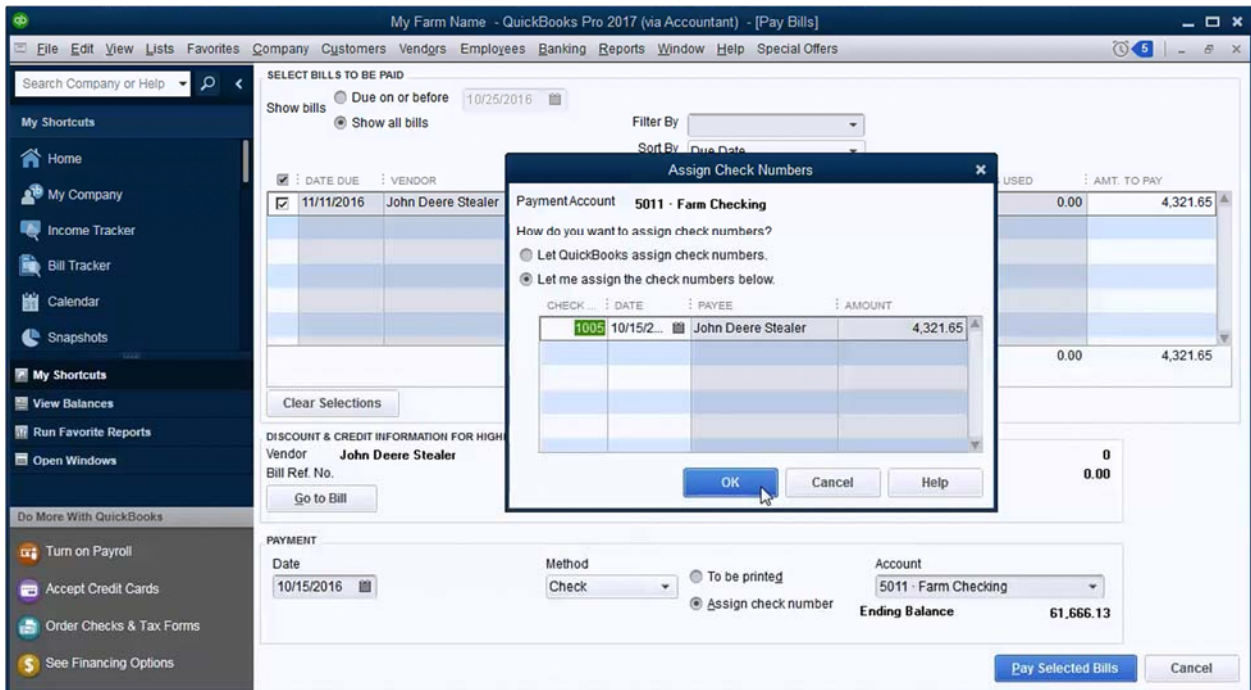 qb My Farm Name - QuickBooks Pro 2017 (via Accountant) - [Pay Bills]
File Edit View Lists Favorites Company Customers Vendors Employees Banking Reports Window Help Special Offers 5
Search Company or Help
My Shortcuts
Home
My Company
Income Tracker
Bill Tracker
Calendar
Snapshots
My Shortcuts
View Balances
Run Favorite Reports
Open Windows
Do More With QuickBooks
Turn on Payroll
Accept Credit Cards
Order Checks & Tax Forms
See Financing Options
SELECT BILLS TO BE PAID
Show bills Due on or before 10/25/2016
Show all bills Filter By
Sort By Due Date
DATE DUE VENDOR USED AMT. TO PAY
11/11/2016 John Deere Stealer 0.00 4,321.65
0.00 4,321.65
Clear Selections
Assign Check Numbers
Payment Account 5011 · Farm Checking
How do you want to assign check numbers?
Let QuickBooks assign check numbers.
Let me assign the check numbers below.
CHECK ... DATE PAYEE AMOUNT
1005 10/15/2... John Deere Stealer 4,321.65
OK Cancel Help
DISCOUNT & CREDIT INFORMATION FOR HIGH
Vendor John Deere Stealer 0
Bill Ref. No. 0.00
Go to Bill
PAYMENT
Date Method Account
10/15/2016 Check To be printed 5011 · Farm Checking
Assign check number Ending Balance 61,666.13
Pay Selected Bills Cancel